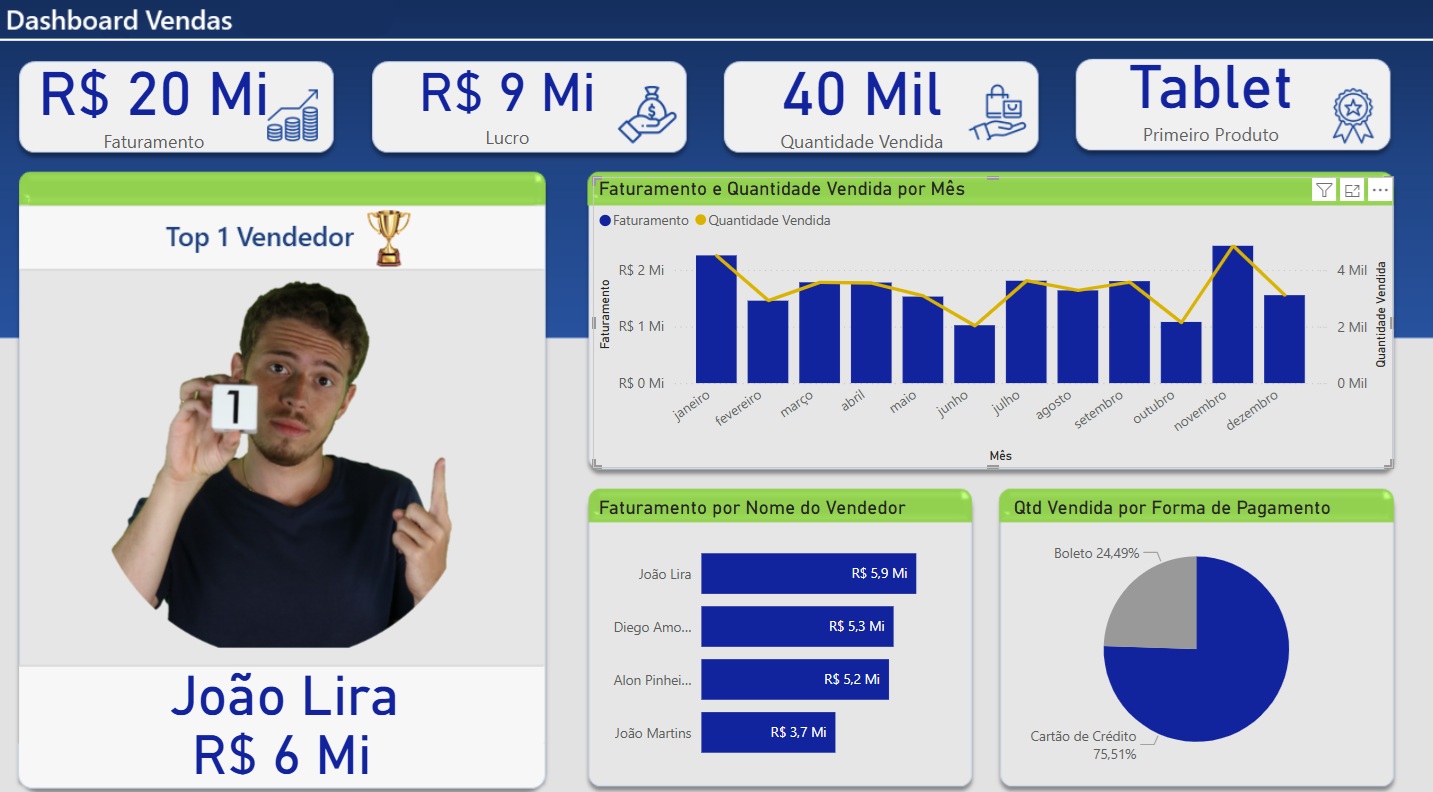 Dashboard Vendas
R$ 20 Mi
Faturamento
R$ 9 Mi
Lucro
40 Mil
Quantidade Vendida
Tablet
Primeiro Produto
Top 1 Vendedor
1
João Lira
R$ 6 Mi
Faturamento e Quantidade Vendida por Mês
Faturamento Quantidade Vendida
Faturamento
R$ 2 Mi
R$ 1 Mi
R$ 0 Mi
4 Mil
2 Mil
0 Mil
Quantidade Vendida
janeiro fevereiro março abril maio junho julho agosto setembro outubro novembro dezembro
Mês
Faturamento por Nome do Vendedor
João Lira R$ 5,9 Mi
Diego Amo... R$ 5,3 Mi
Alon Pinhei... R$ 5,2 Mi
João Martins R$ 3,7 Mi
Qtd Vendida por Forma de Pagamento
Boleto 24,49%
Cartão de Crédito
75,51%